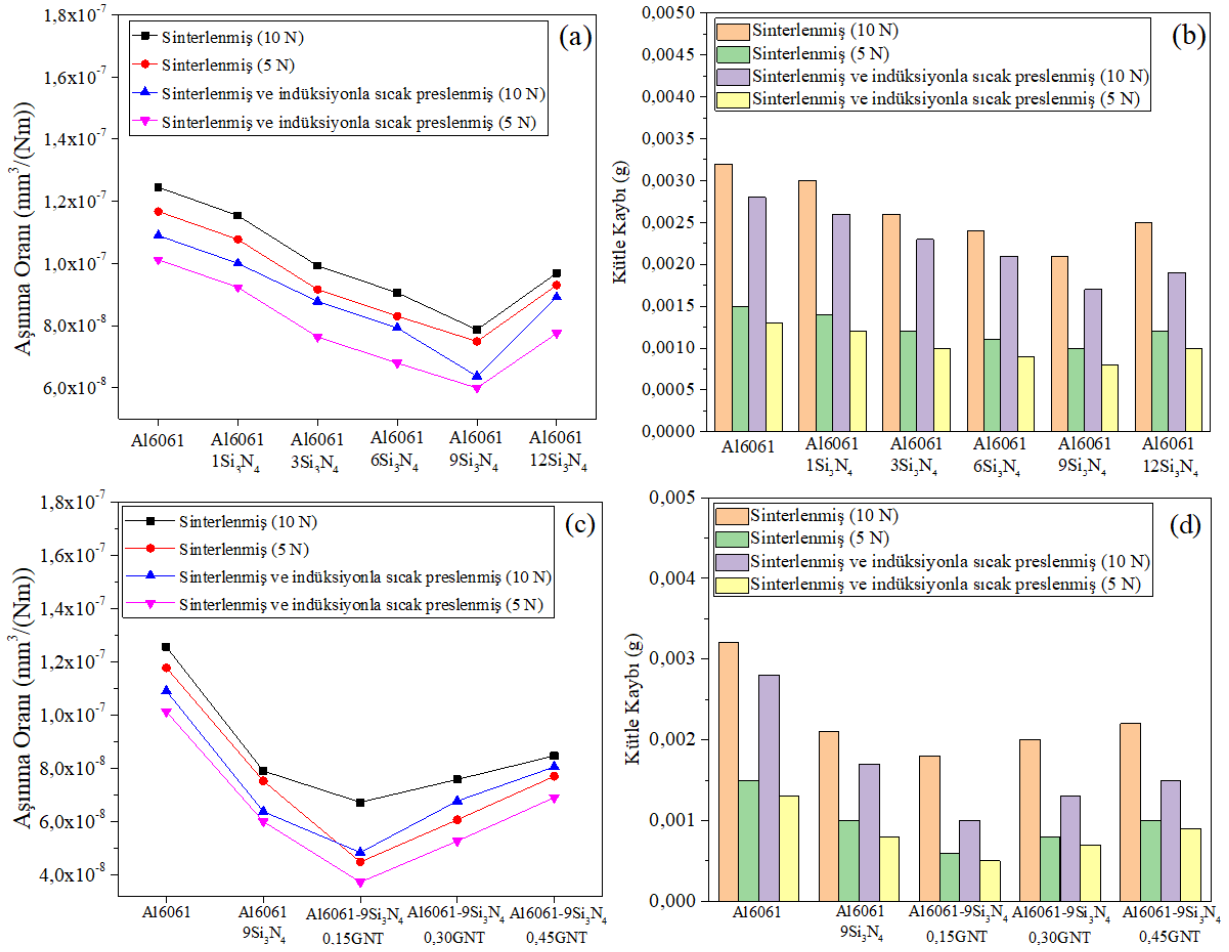 (a)
Aşınma Oranı (mm³/(Nm))
1,8x10⁻⁷
1,6x10⁻⁷
1,4x10⁻⁷
1,2x10⁻⁷
1,0x10⁻⁷
8,0x10⁻⁸
6,0x10⁻⁸
Sinterlenmiş (10 N)
Sinterlenmiş (5 N)
Sinterlenmiş ve indüksiyonla sıcak preslenmiş (10 N)
Sinterlenmiş ve indüksiyonla sıcak preslenmiş (5 N)
Al6061
Al6061
1Si₃N₄
Al6061
3Si₃N₄
Al6061
6Si₃N₄
Al6061
9Si₃N₄
Al6061
12Si₃N₄
(b)
Kütle Kaybı (g)
0,0050
0,0045
0,0040
0,0035
0,0030
0,0025
0,0020
0,0015
0,0010
0,0005
0,0000
Sinterlenmiş (10 N)
Sinterlenmiş (5 N)
Sinterlenmiş ve indüksiyonla sıcak preslenmiş (10 N)
Sinterlenmiş ve indüksiyonla sıcak preslenmiş (5 N)
Al6061
Al6061
1Si₃N₄
Al6061
3Si₃N₄
Al6061
6Si₃N₄
Al6061
9Si₃N₄
Al6061
12Si₃N₄
(c)
Aşınma Oranı (mm³/(Nm))
1,8x10⁻⁷
1,6x10⁻⁷
1,4x10⁻⁷
1,2x10⁻⁷
1,0x10⁻⁷
8,0x10⁻⁸
6,0x10⁻⁸
4,0x10⁻⁸
Sinterlenmiş (10 N)
Sinterlenmiş (5 N)
Sinterlenmiş ve indüksiyonla sıcak preslenmiş (10 N)
Sinterlenmiş ve indüksiyonla sıcak preslenmiş (5 N)
Al6061
Al6061
9Si₃N₄
Al6061-9Si₃N₄
0,15GNT
Al6061-9Si₃N₄
0,30GNT
Al6061-9Si₃N₄
0,45GNT
(d)
Kütle Kaybı (g)
0,005
0,004
0,003
0,002
0,001
0,000
Sinterlenmiş (10 N)
Sinterlenmiş (5 N)
Sinterlenmiş ve indüksiyonla sıcak preslenmiş (10 N)
Sinterlenmiş ve indüksiyonla sıcak preslenmiş (5 N)
Al6061
Al6061
9Si₃N₄
Al6061-9Si₃N₄
0,15GNT
Al6061-9Si₃N₄
0,30GNT
Al6061-9Si₃N₄
0,45GNT